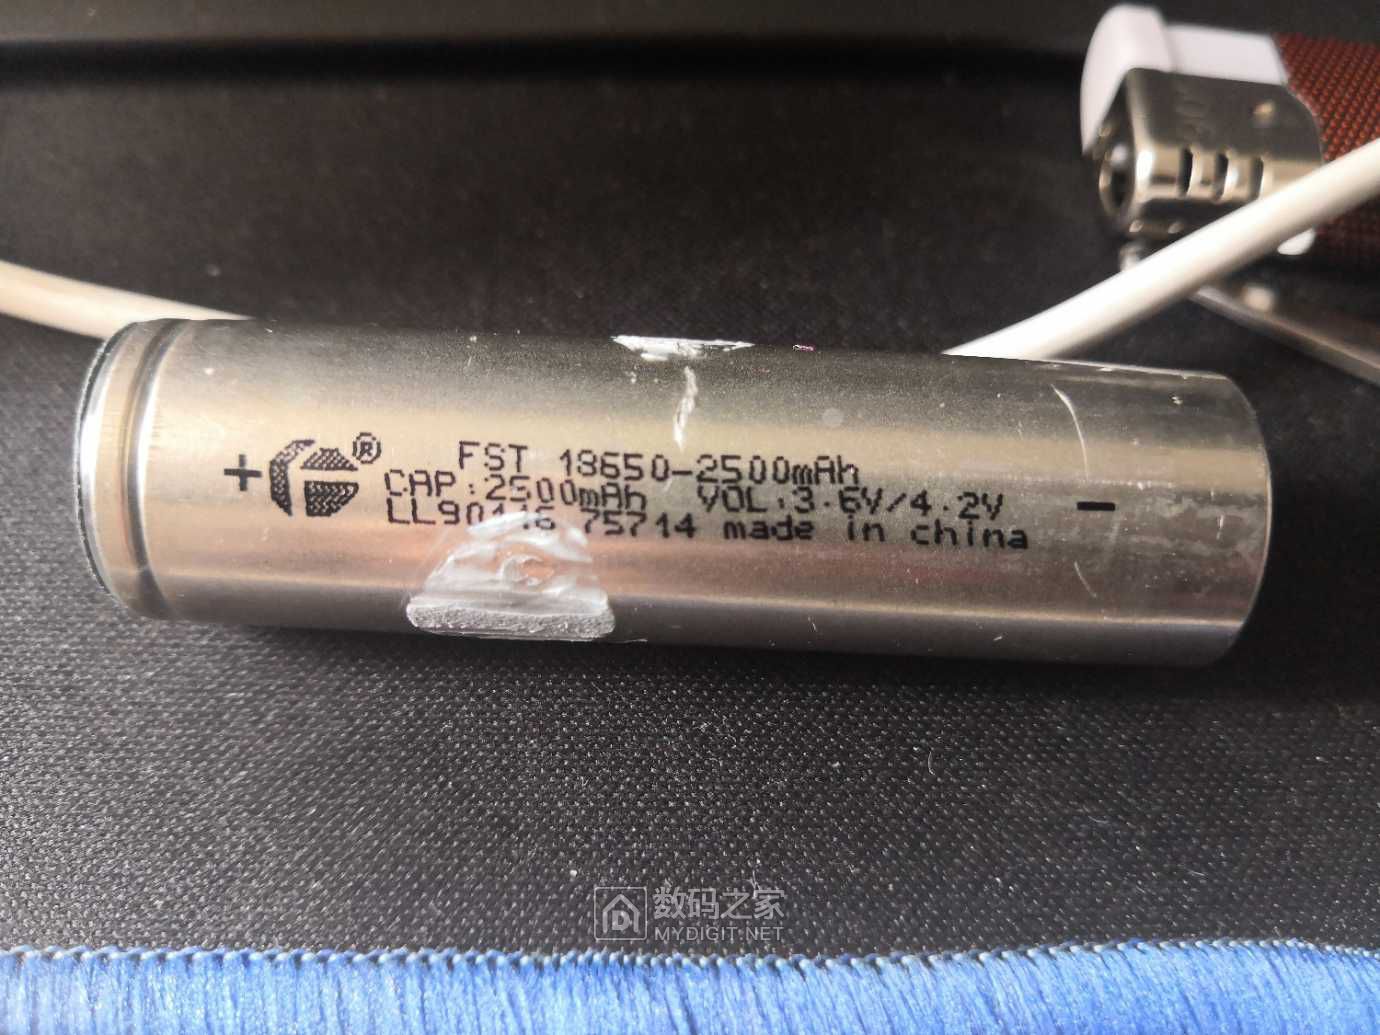 + ® FST 18650-2500mAh
CAP:2500mAh VOL:3.6V/4.2V -
75714 made in china
数码之家
MYDIGIT.NET